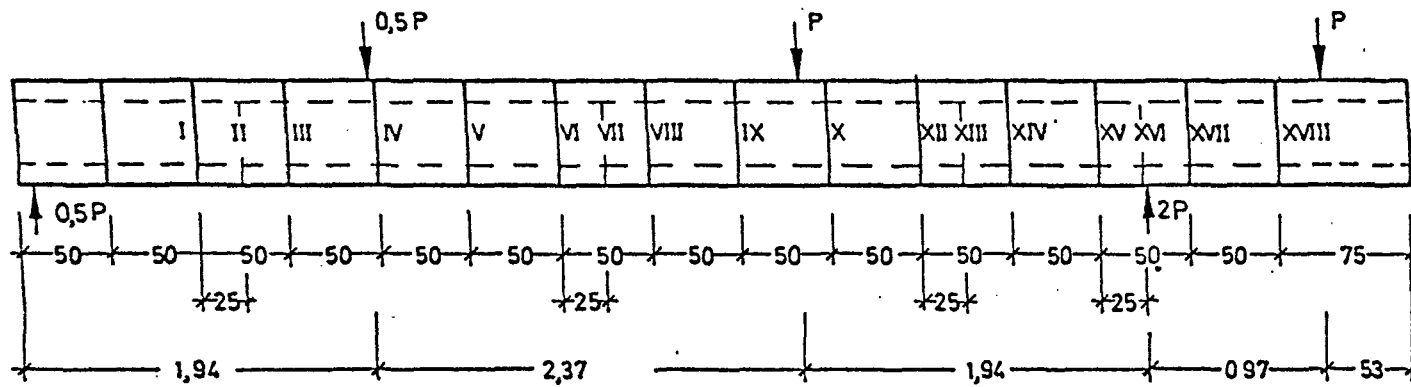 0,5P P P
I II III IV V VI VII VIII IX X XII XIII XIV XV XVI XVII XVIII
0,5P 2P
50 50 50 50 50 50 50 50 50 50 50 50 50 50 75
25 25 25 25
1,94 2,37 1,94 0 97 53